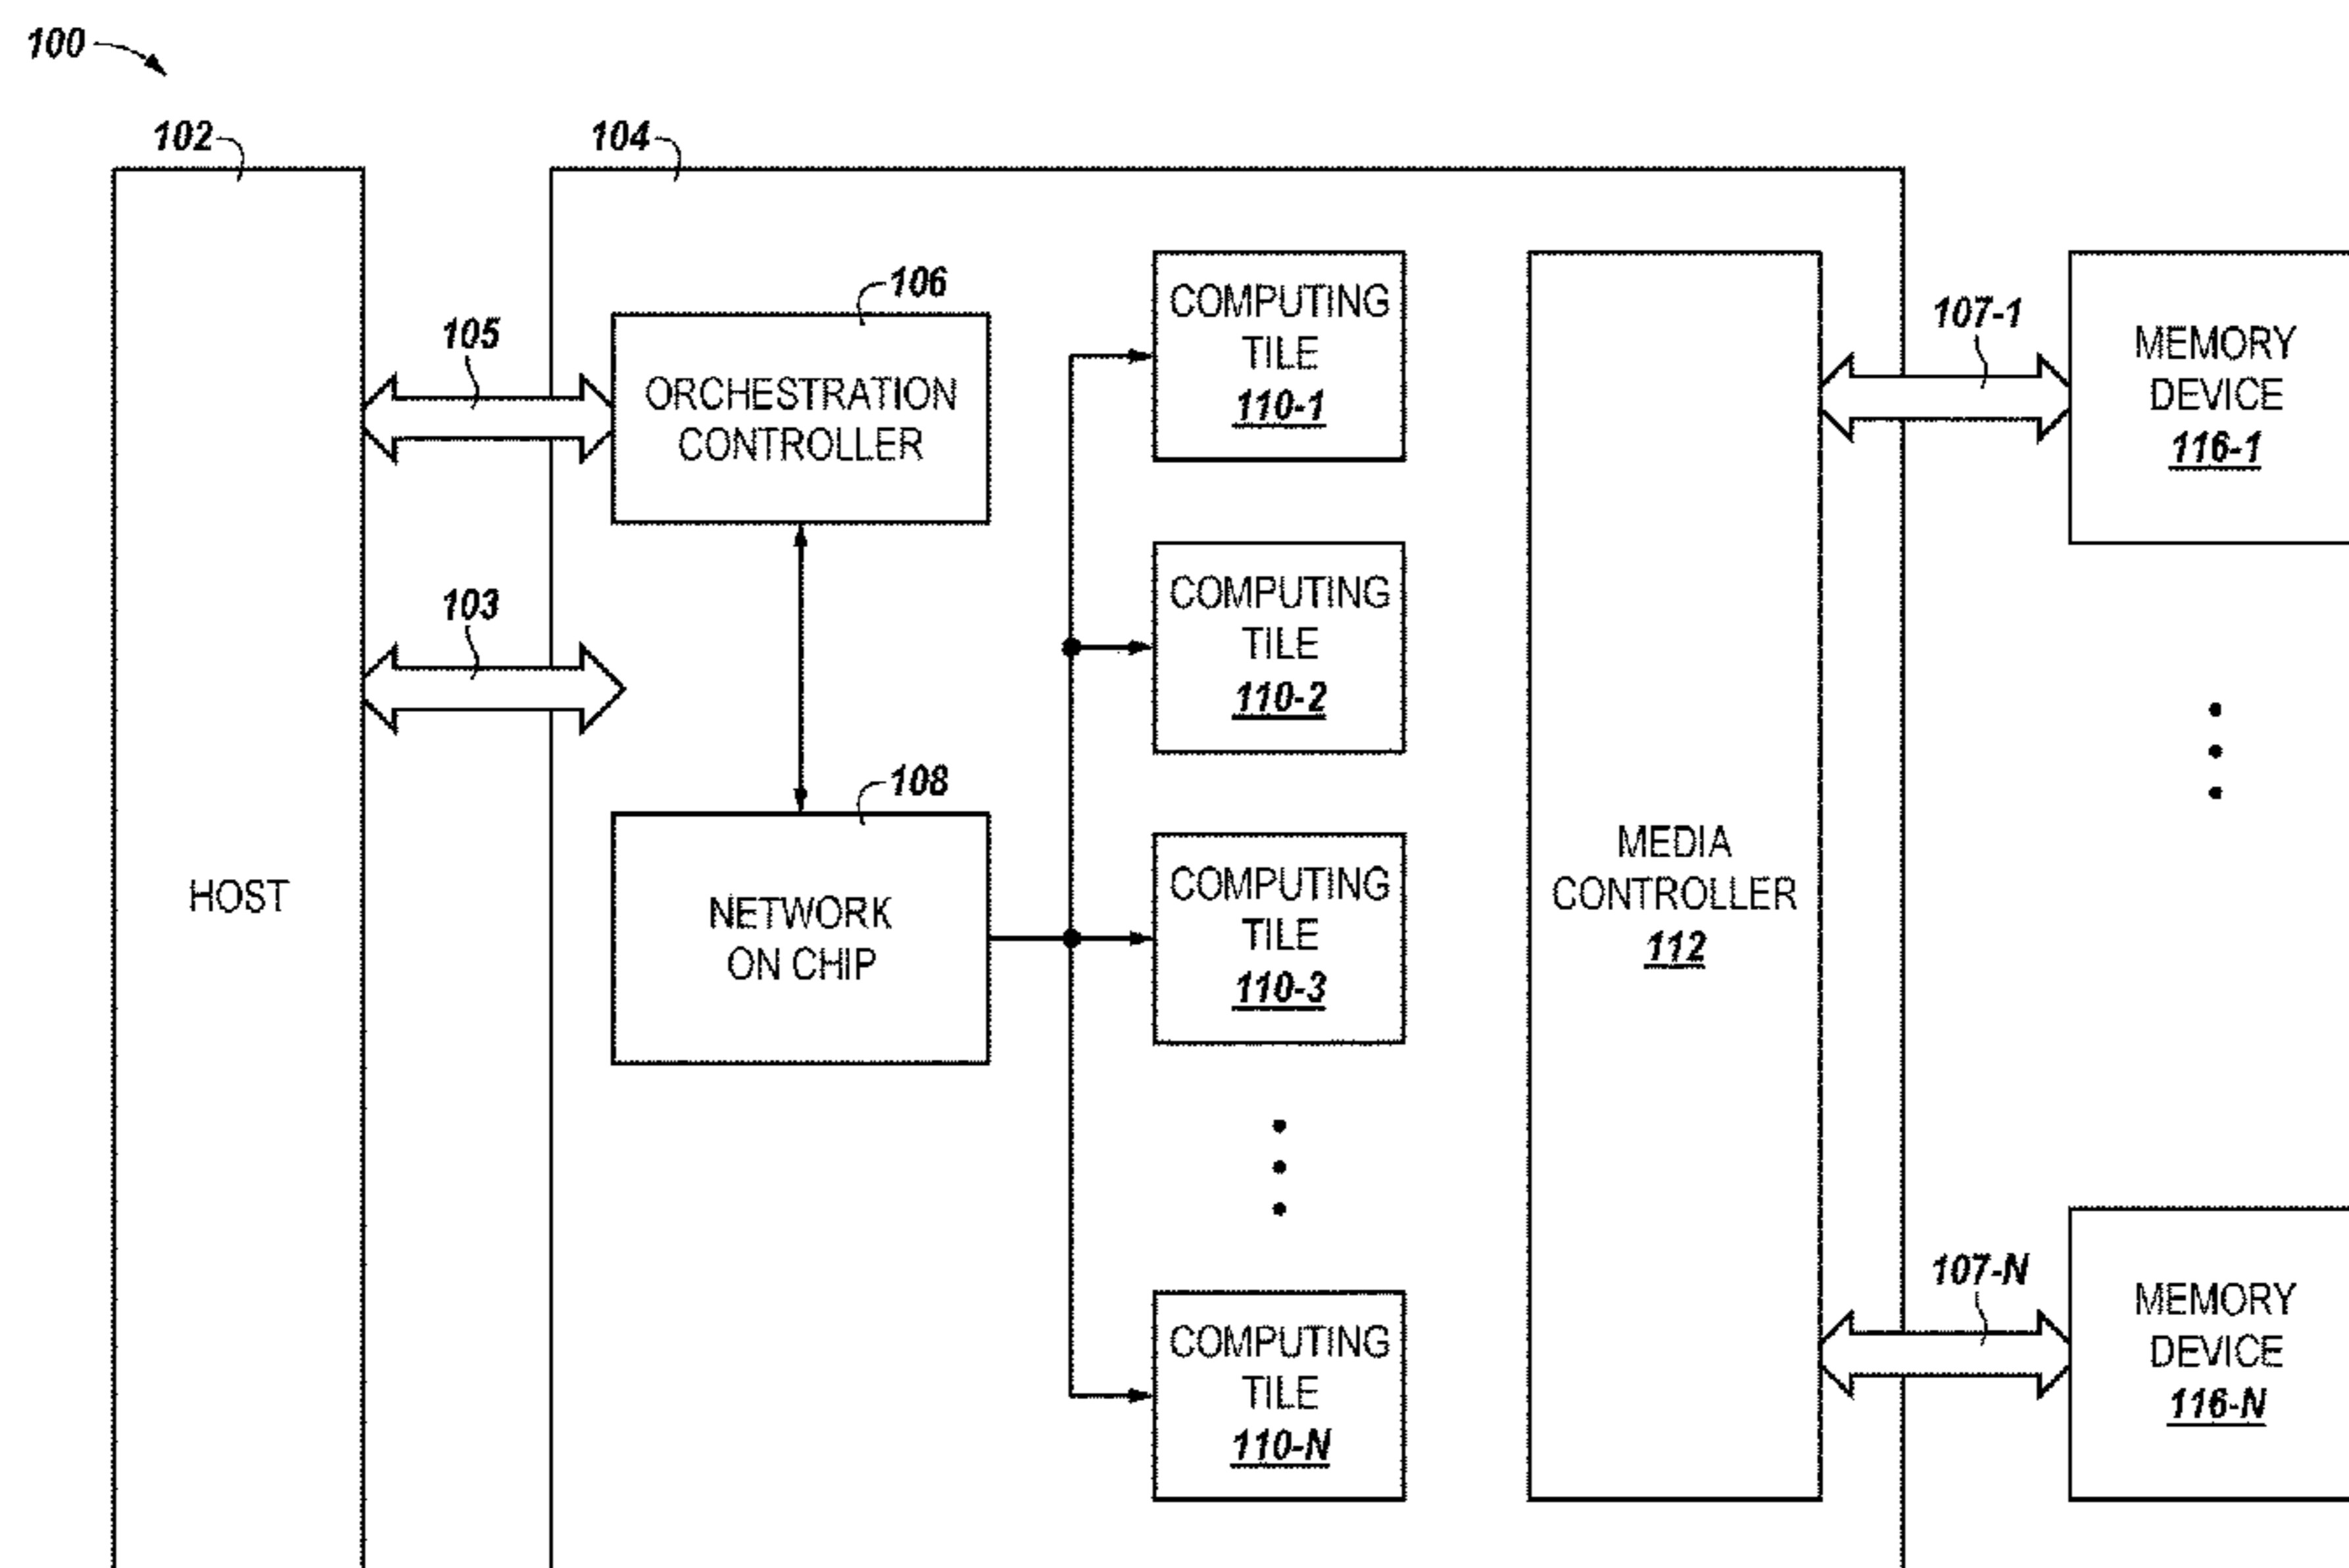 100
102
104
106
105
ORCHESTRATION
CONTROLLER
103
108
HOST
NETWORK
ON CHIP
COMPUTING
TILE
110-1
COMPUTING
TILE
110-2
COMPUTING
TILE
110-3
COMPUTING
TILE
110-N
MEDIA
CONTROLLER
112
107-1
MEMORY
DEVICE
116-1
107-N
MEMORY
DEVICE
116-N